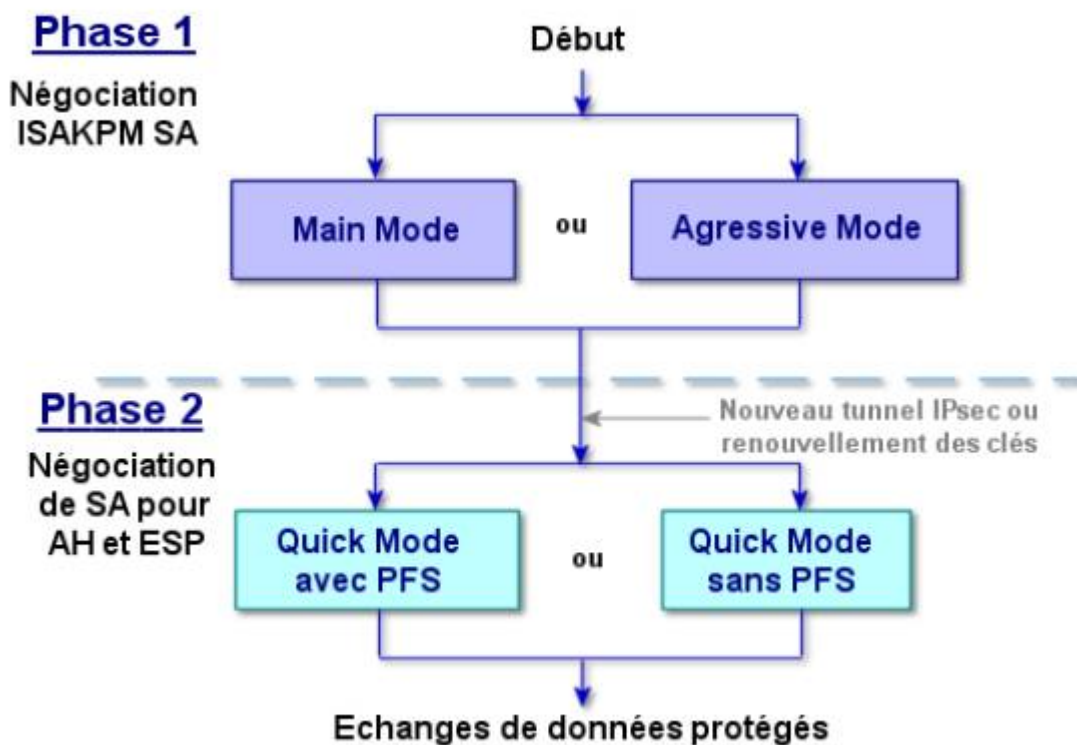 Phase 1
Début
Négociation
ISAKPM SA
Main Mode
ou
Agressive Mode
Phase 2
Nouveau tunnel IPsec ou
renouvellement des clés
Négociation
de SA pour
AH et ESP
Quick Mode
avec PFS
ou
Quick Mode
sans PFS
Echanges de données protégés